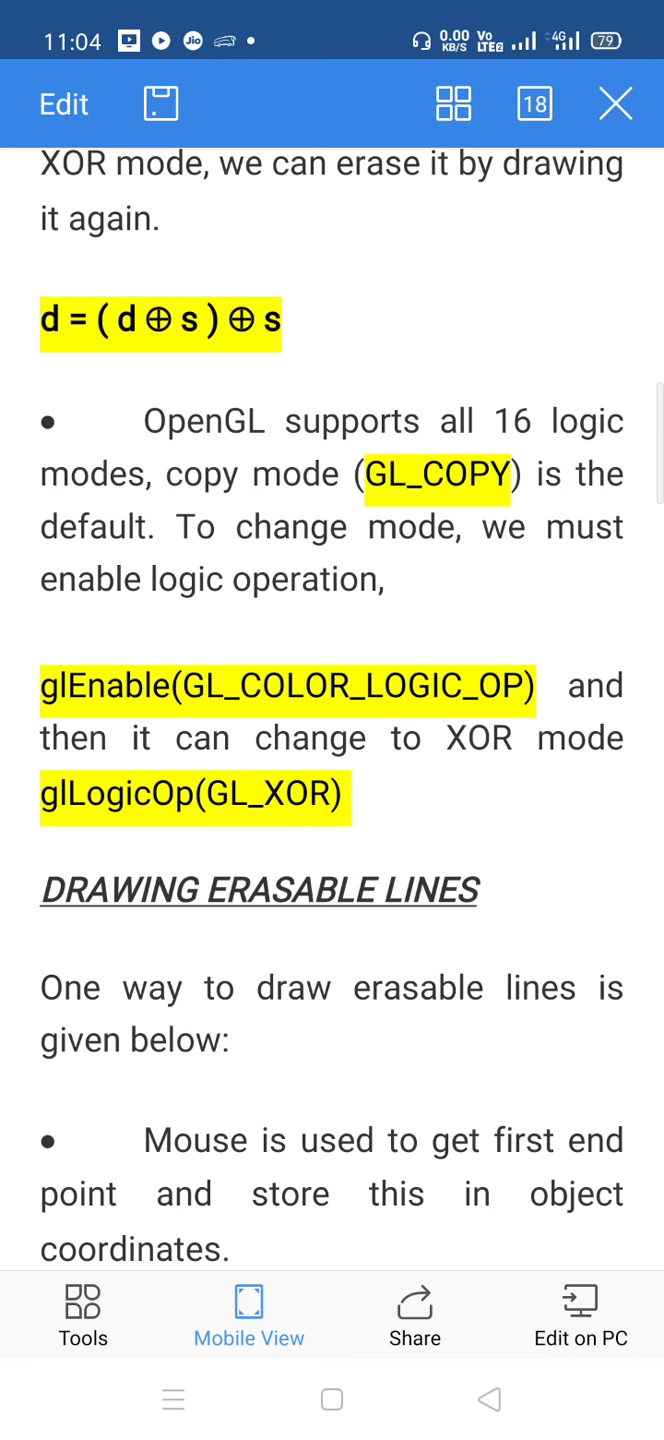 11:04 Jio 0.00 KB/S Vo LTE2 4G 79
Edit 18
XOR mode, we can erase it by drawing
it again.
d = ( d ⊕ s ) ⊕ s
• OpenGL supports all 16 logic
modes, copy mode (GL_COPY) is the
default. To change mode, we must
enable logic operation,
glEnable(GL_COLOR_LOGIC_OP) and
then it can change to XOR mode
glLogicOp(GL_XOR)
DRAWING ERASABLE LINES
One way to draw erasable lines is
given below:
• Mouse is used to get first end
point and store this in object
coordinates.
Tools Mobile View Share Edit on PC